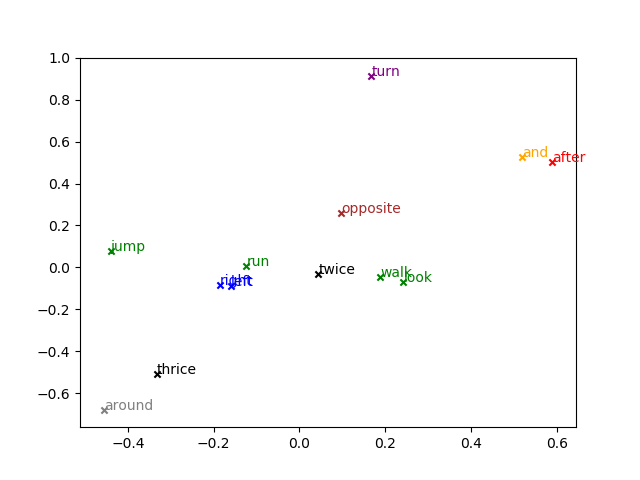 1.0
turn
0.8
0.6
and
after
0.4
opposite
0.2
jump
run
0.0
twice
walk
look
right
left
−0.2
−0.4
thrice
−0.6
around
−0.4
−0.2
0.0
0.2
0.4
0.6